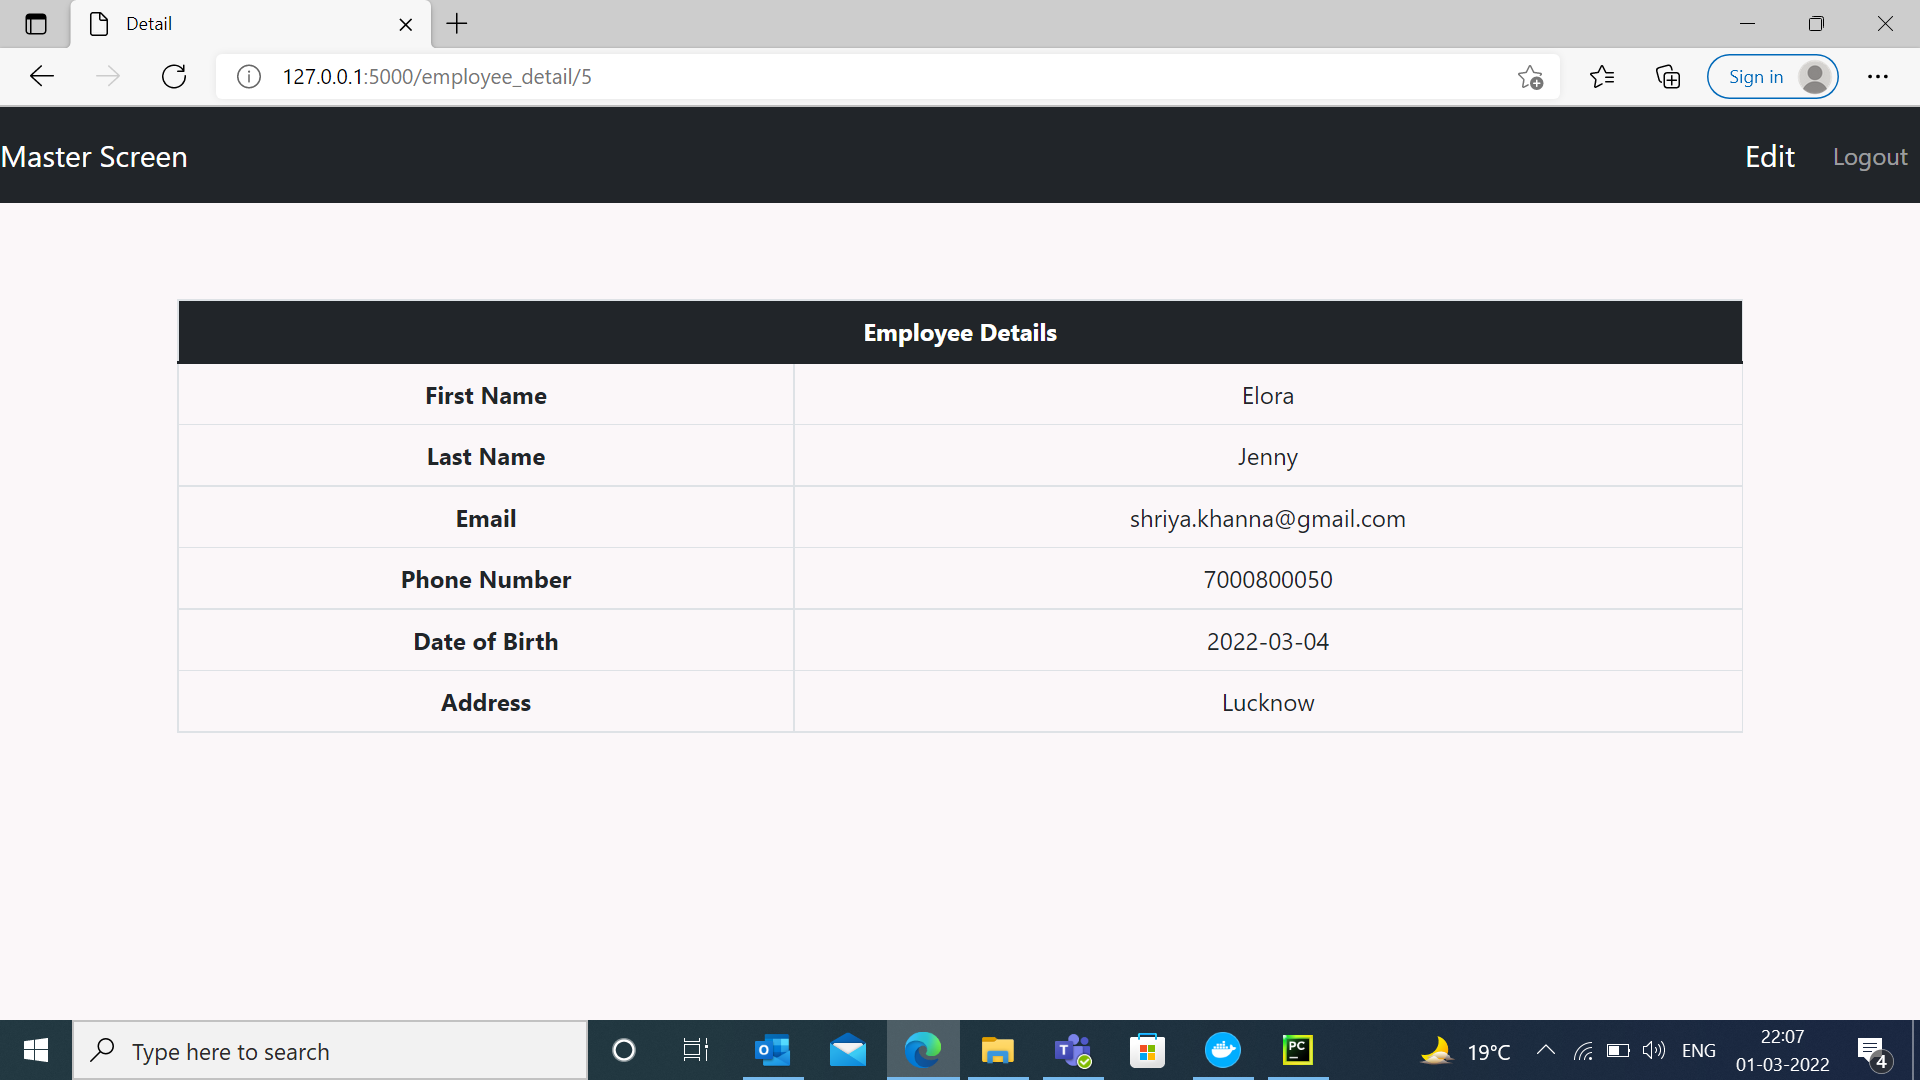 Detail
127.0.0.1:5000/employee_detail/5
Sign in
Master Screen
Edit Logout
Employee Details
First Name Elora
Last Name Jenny
Email shriya.khanna@gmail.com
Phone Number 7000800050
Date of Birth 2022-03-04
Address Lucknow
Type here to search
O
T
PC
19°C
ENG
22:07
01-03-2022
4